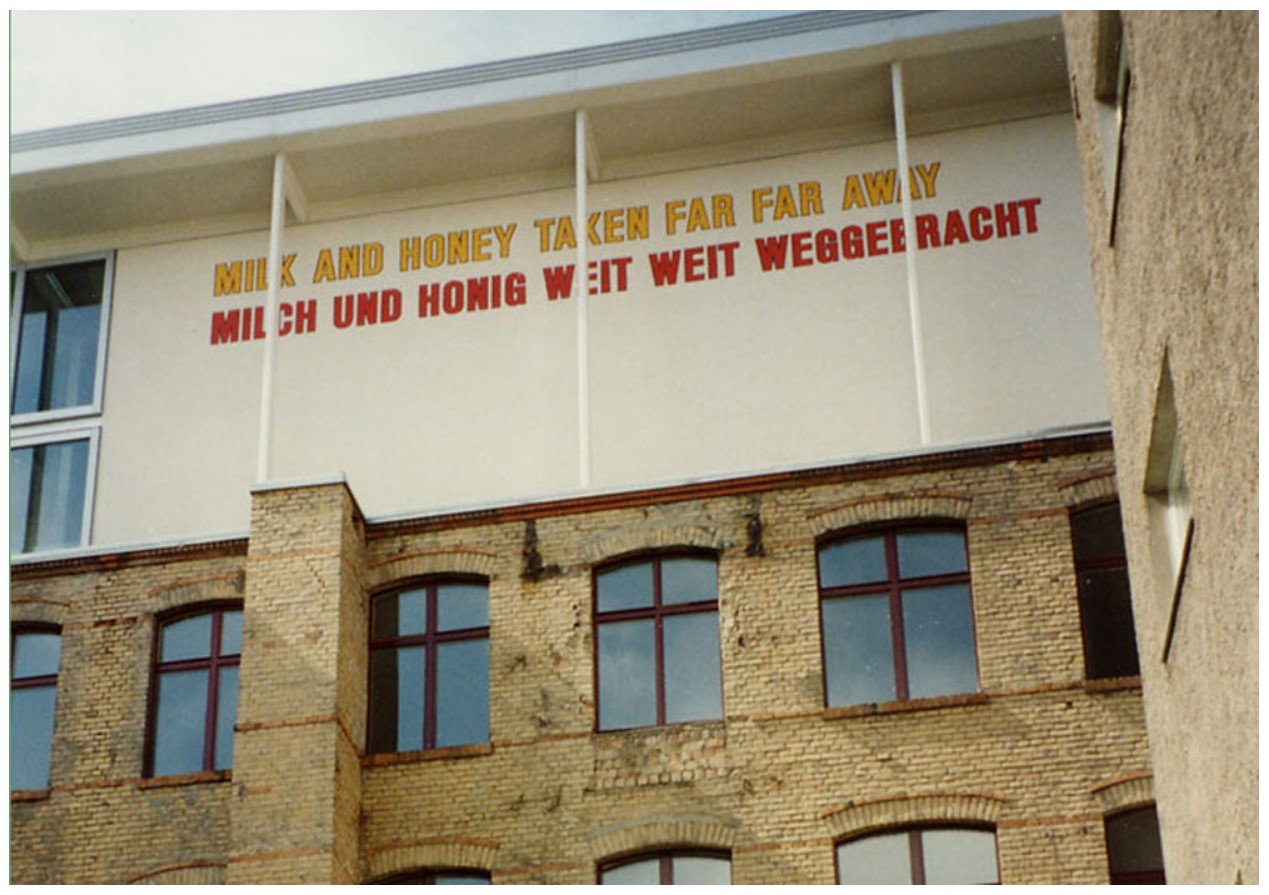 MILK AND HONEY TAKEN FAR FAR AWAY
MILCH UND HONIG WEIT WEIT WEGGEBRACHT